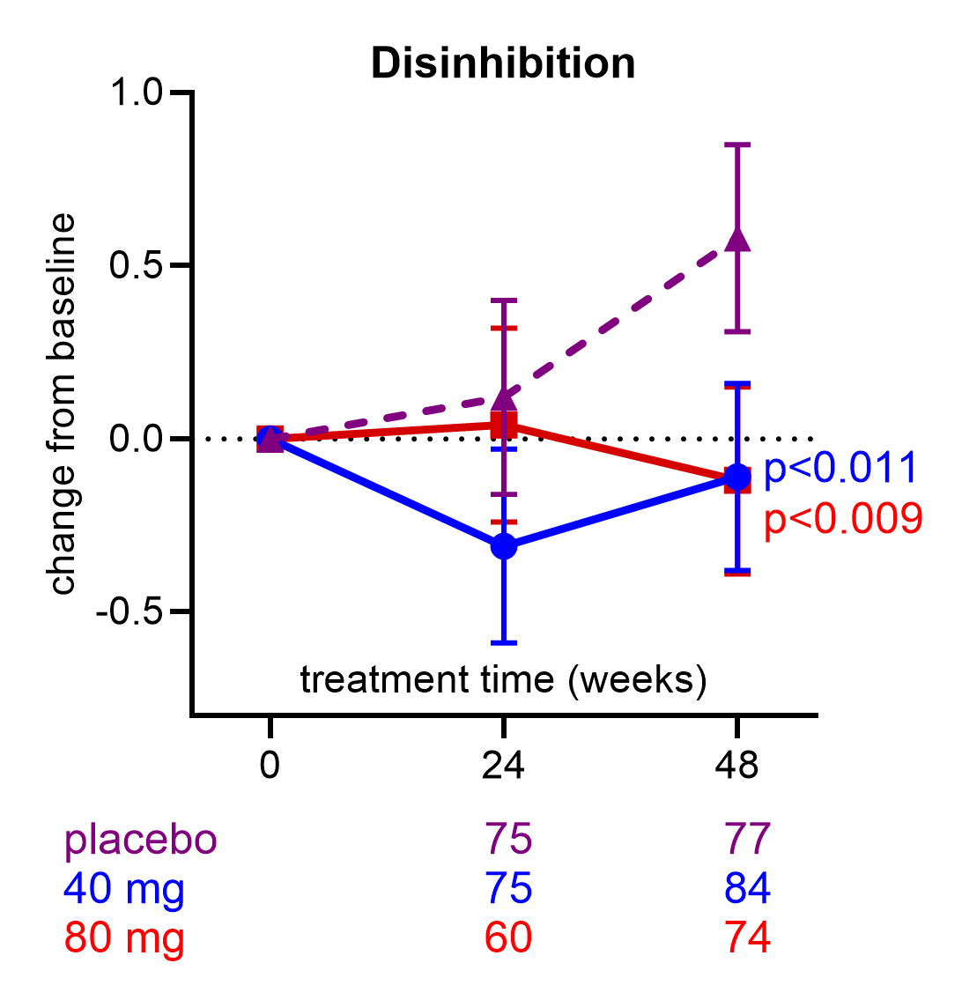 Disinhibition
1.0
0.5
0.0
-0.5
change from baseline
p<0.011
p<0.009
treatment time (weeks)
0 24 48
placebo 75 77
40 mg 75 84
80 mg 60 74